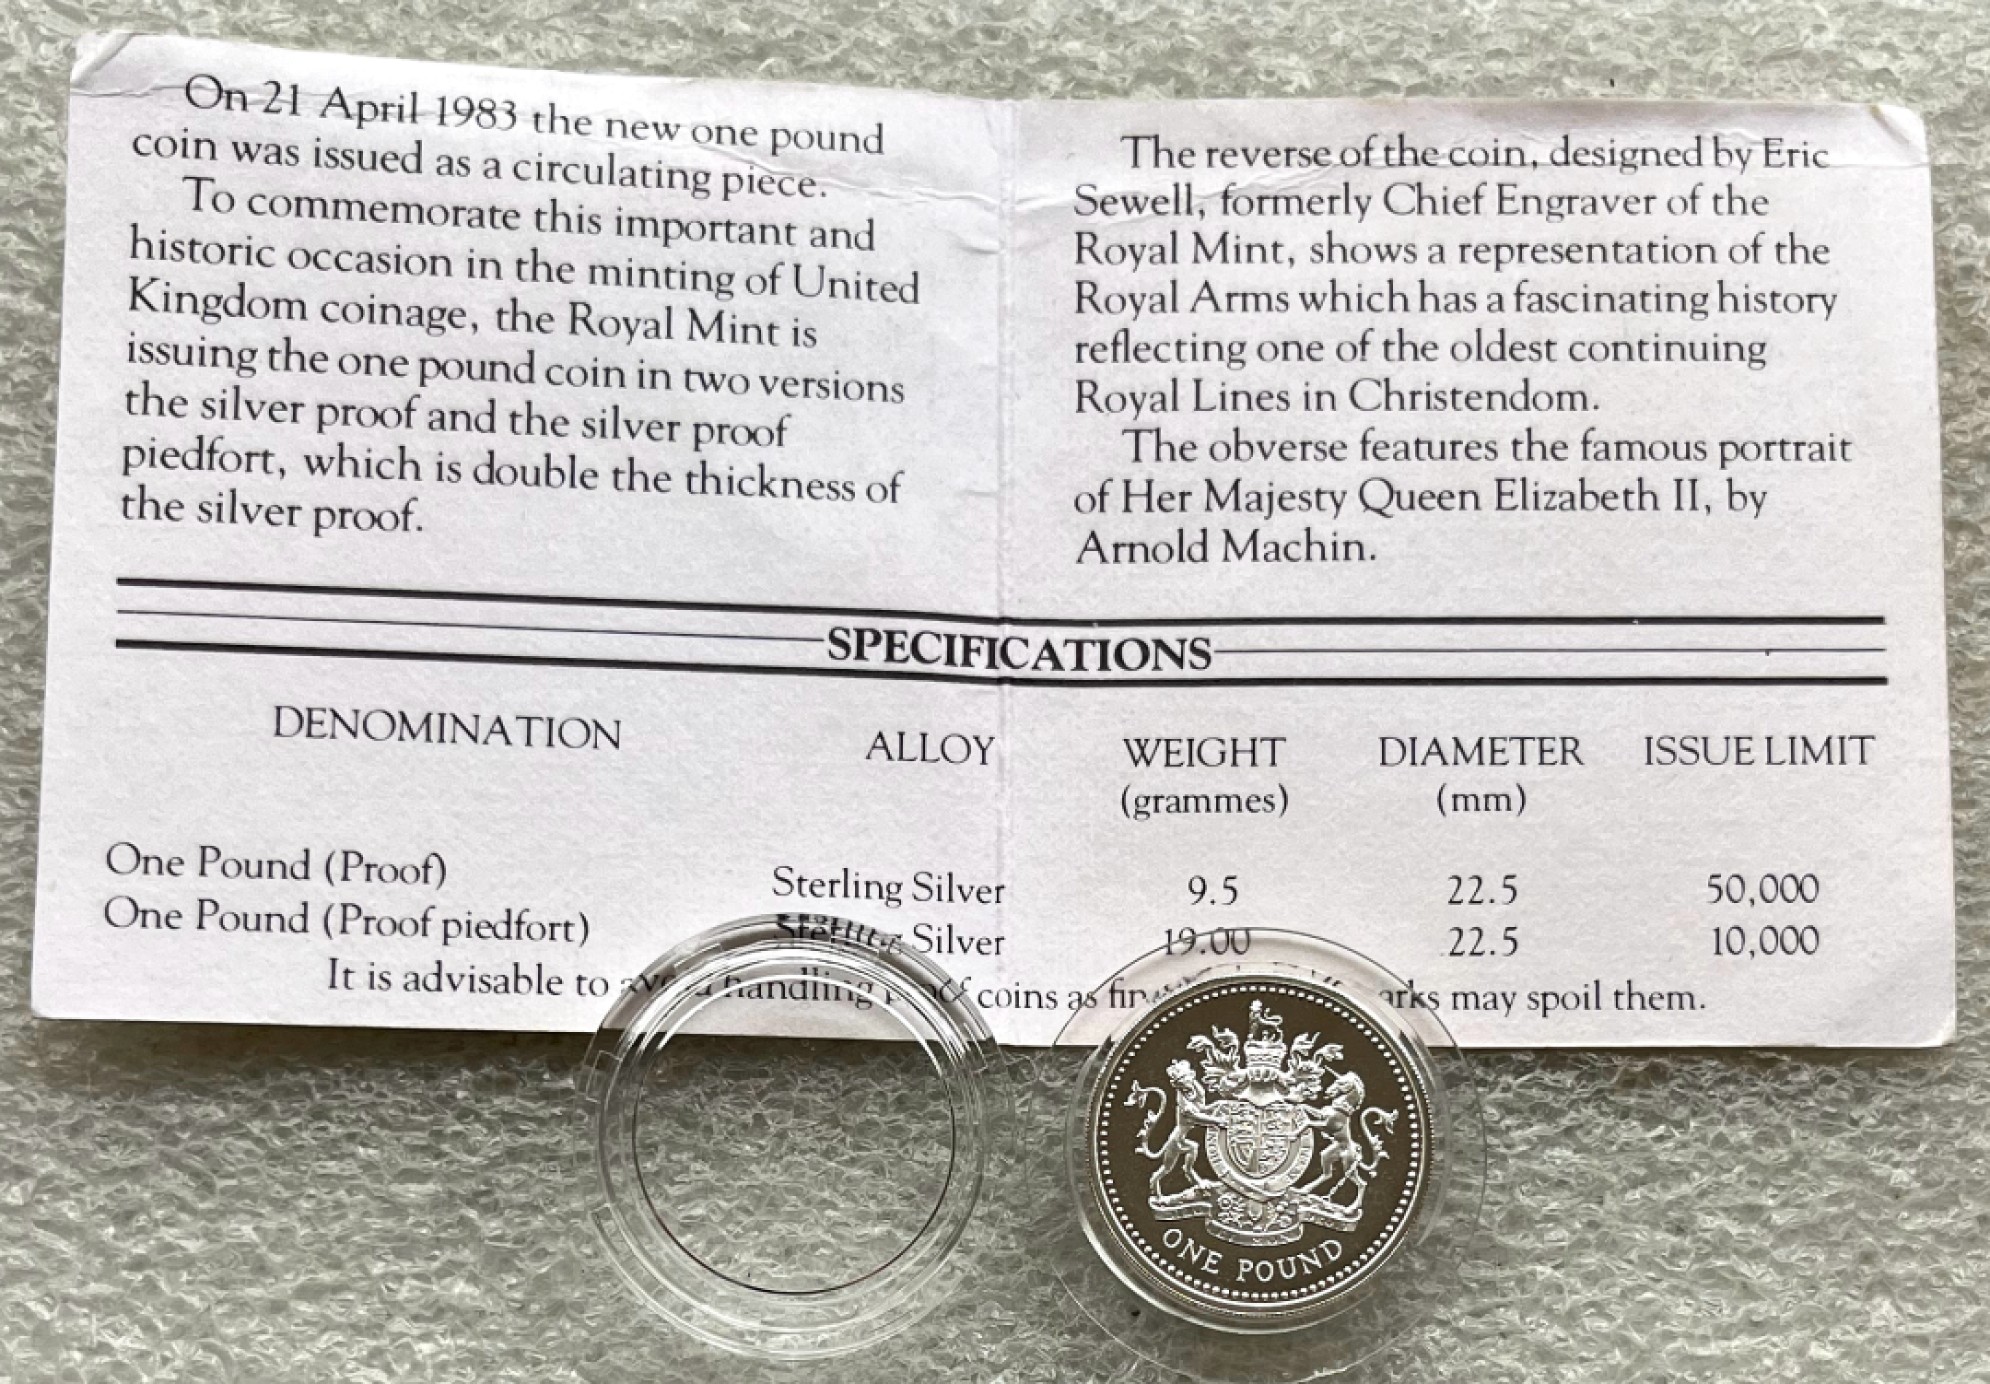 On 21 April 1983 the new one pound
coin was issued as a circulating piece.
To commemorate this important and
historic occasion in the minting of United
Kingdom coinage, the Royal Mint is
issuing the one pound coin in two versions
the silver proof and the silver proof
piedfort, which is double the thickness of
the silver proof.
The reverse of the coin, designed by Eric
Sewell, formerly Chief Engraver of the
Royal Mint, shows a representation of the
Royal Arms which has a fascinating history
reflecting one of the oldest continuing
Royal Lines in Christendom.
The obverse features the famous portrait
of Her Majesty Queen Elizabeth II, by
Arnold Machin.
SPECIFICATIONS
DENOMINATION ALLOY WEIGHT DIAMETER ISSUE LIMIT
(grammes) (mm)
One Pound (Proof) Sterling Silver 9.5 22.5 50,000
One Pound (Proof piedfort) Sterling Silver 19.00 22.5 10,000
It is advisable to handling coins as may spoil them.
ONE POUND